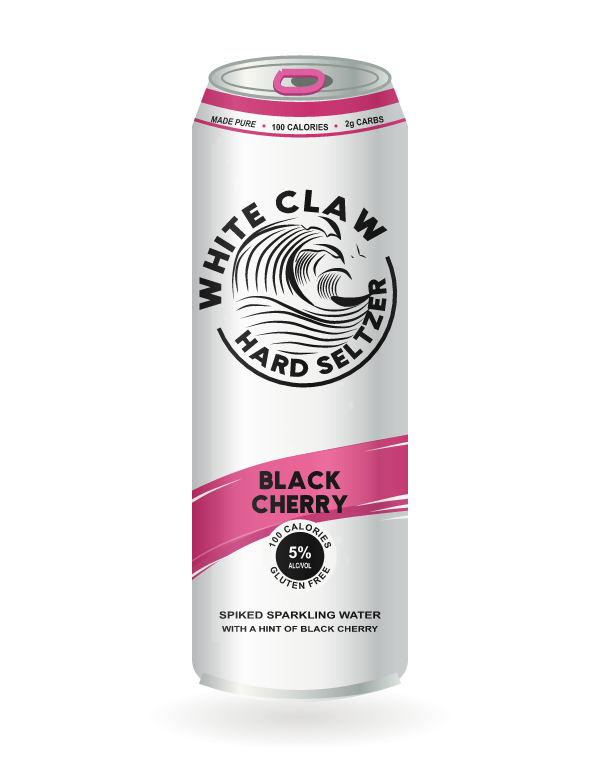 MADE PURE • 100 CALORIES • 2g CARBS
WHITE CLAW
HARD SELTZER
BLACK
CHERRY
100 CALORIES
5%
ALC/VOL
GLUTEN FREE
SPIKED SPARKLING WATER
WITH A HINT OF BLACK CHERRY